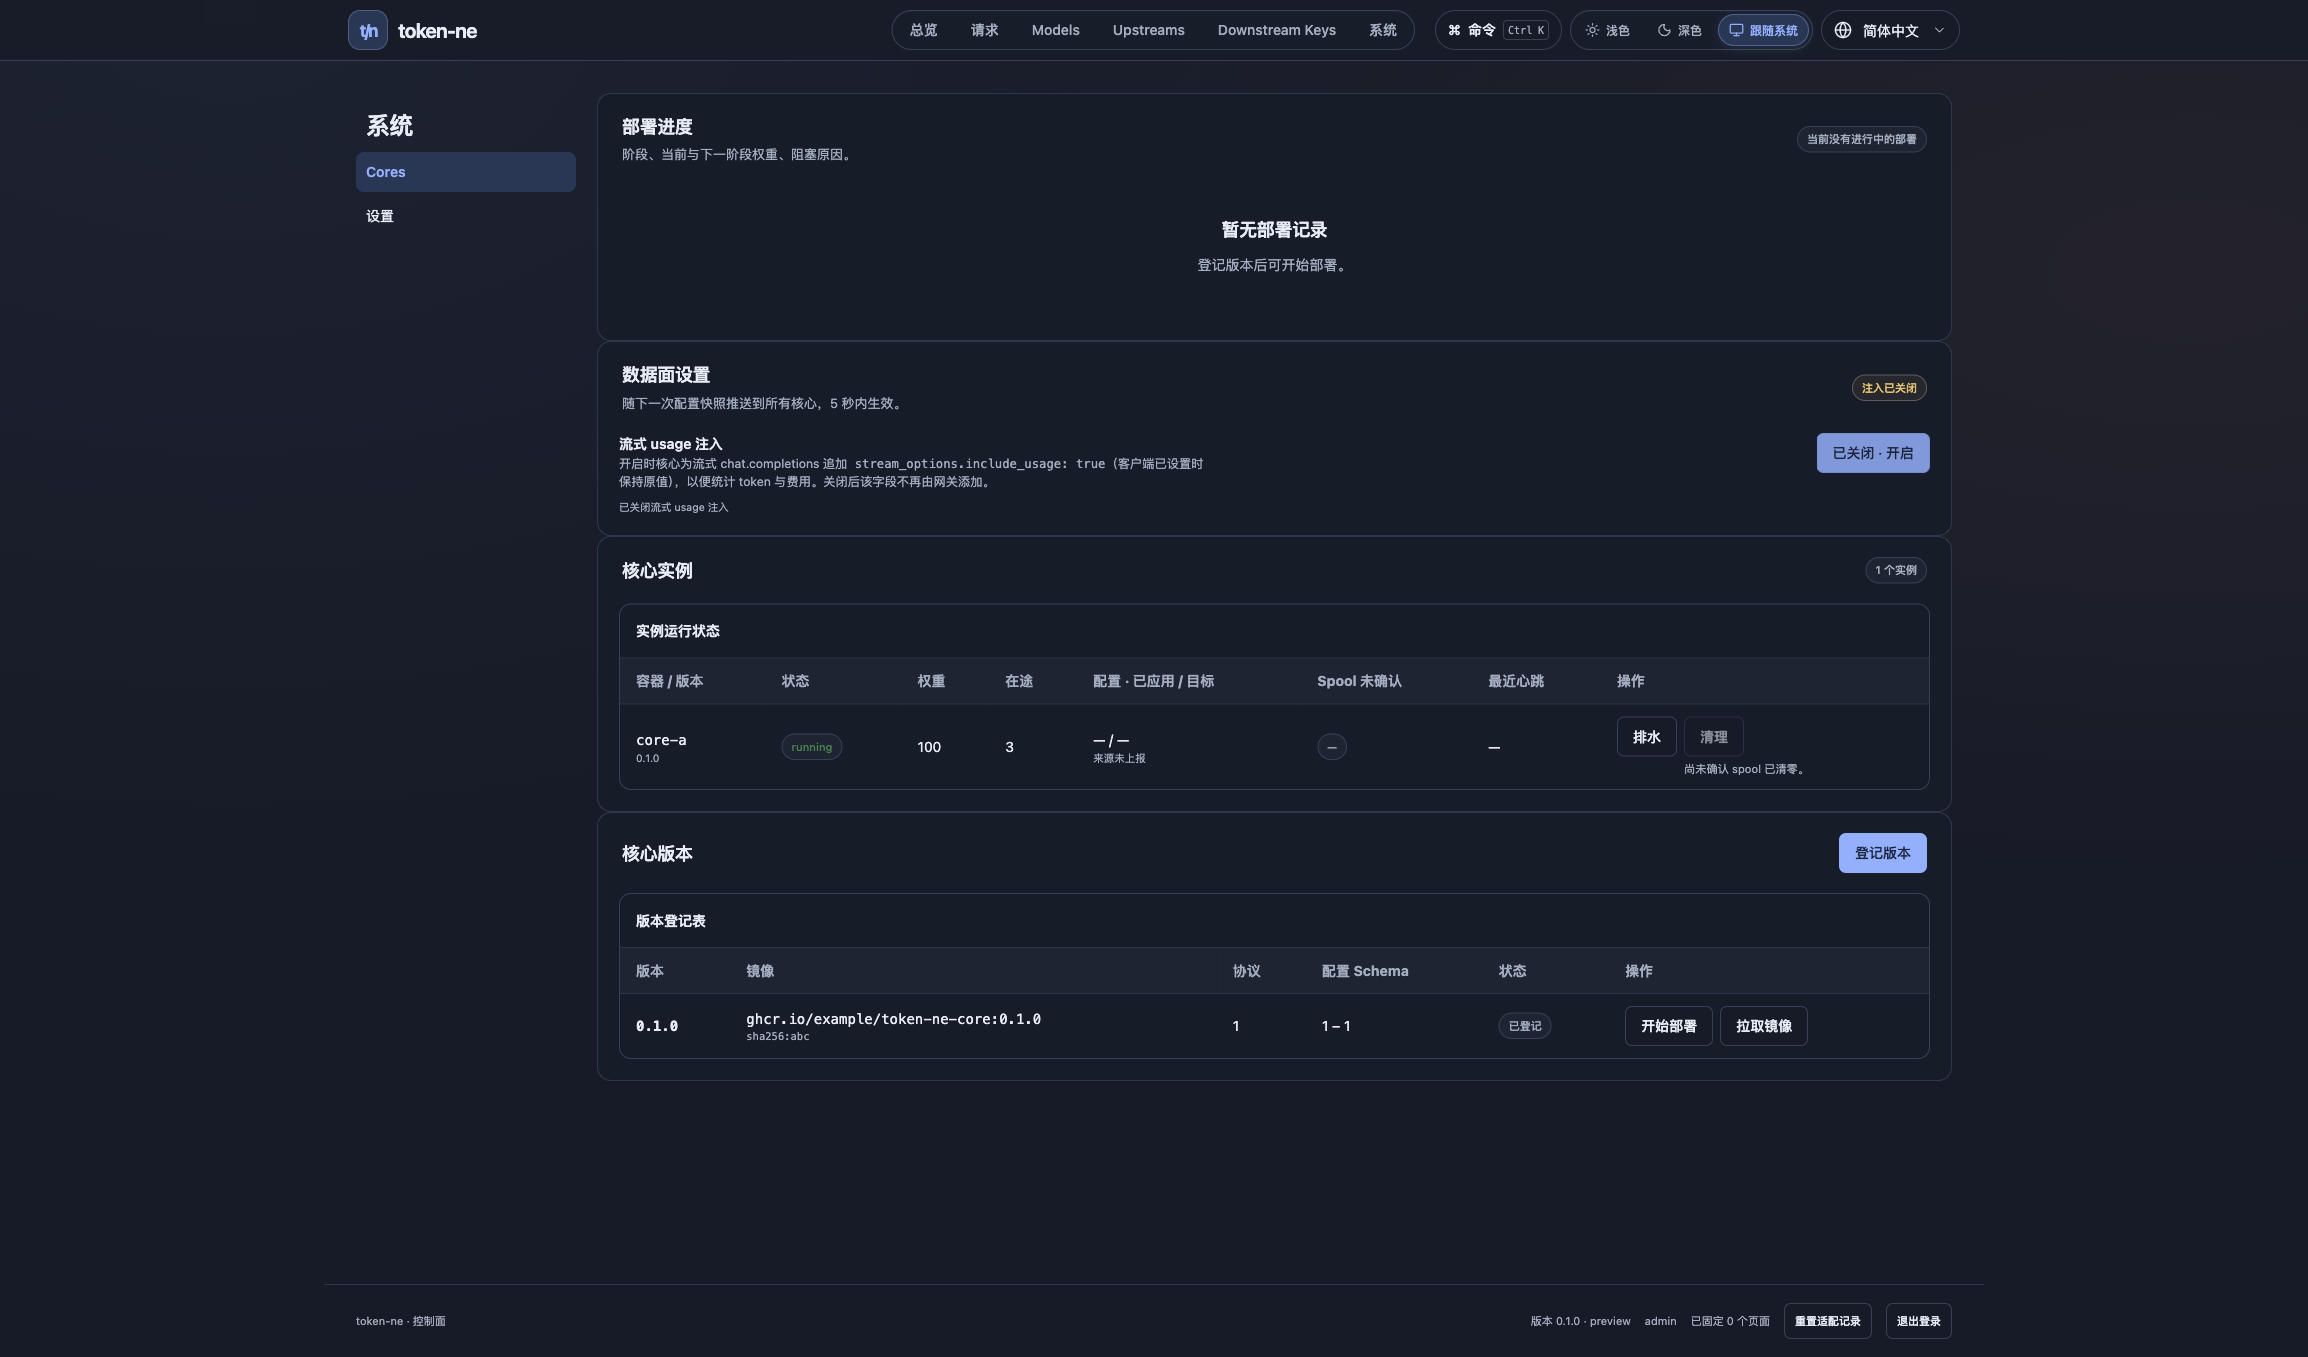 t/n token-ne
总览 请求 Models Upstreams Downstream Keys 系统
⌘ 命令 Ctrl K
浅色 深色 跟随系统
简体中文
系统
Cores
设置
部署进度
阶段、当前与下一阶段权重、阻塞原因。
当前没有进行中的部署
暂无部署记录
登记版本后可开始部署。
数据面设置
随下一次配置快照推送到所有核心，5 秒内生效。
注入已关闭
流式 usage 注入
开启时核心为流式 chat.completions 追加 stream_options.include_usage: true（客户端已设置时
保持原值），以便统计 token 与费用。关闭后该字段不再由网关添加。
已关闭流式 usage 注入
已关闭 · 开启
核心实例
1 个实例
实例运行状态
容器 / 版本 状态 权重 在途 配置 · 已应用 / 目标 Spool 未确认 最近心跳 操作
core-a running 100 3 — / — — — 排水 清理
0.1.0 来源未上报 尚未确认 spool 已清零。
核心版本
登记版本
版本登记表
版本 镜像 协议 配置 Schema 状态 操作
0.1.0 ghcr.io/example/token-ne-core:0.1.0 1 1 – 1 已登记 开始部署 拉取镜像
sha256:abc
token-ne · 控制面
版本 0.1.0 · preview admin 已固定 0 个页面 重置适配记录 退出登录